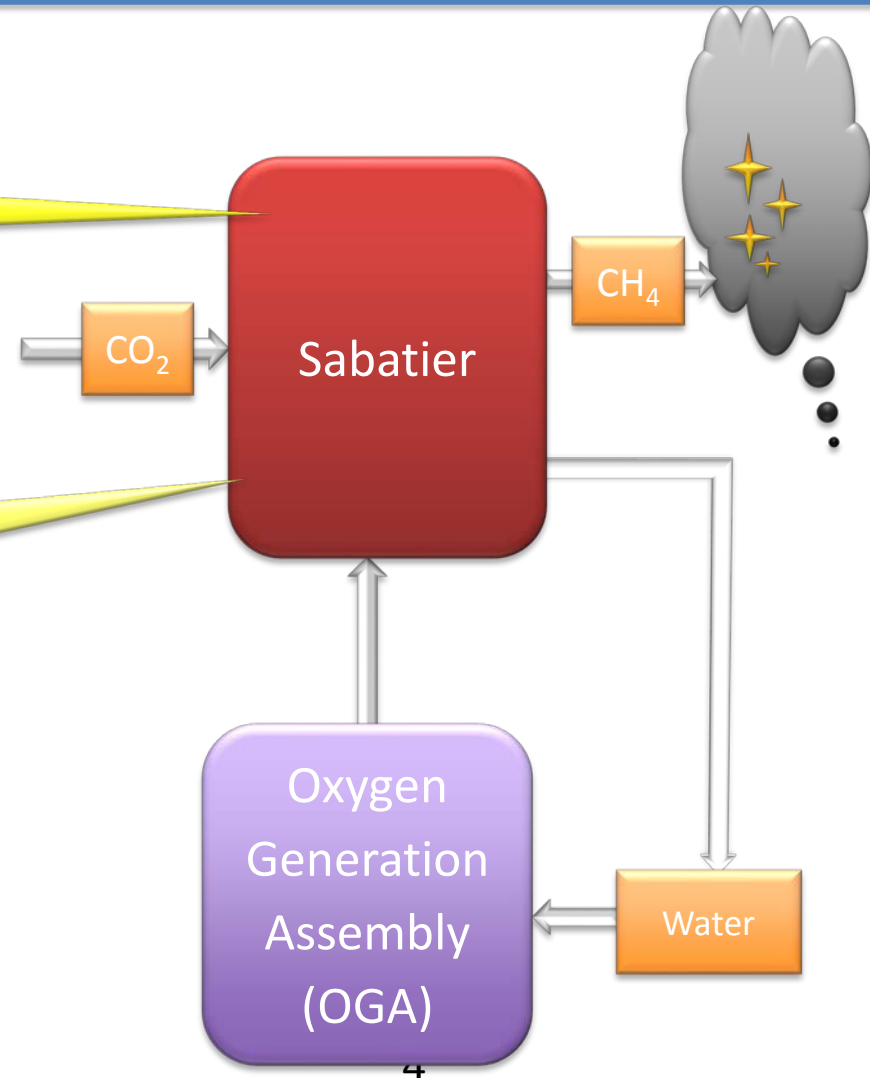 CH₄
CO₂
Sabatier
Oxygen
Generation
Assembly
(OGA)
Water
4